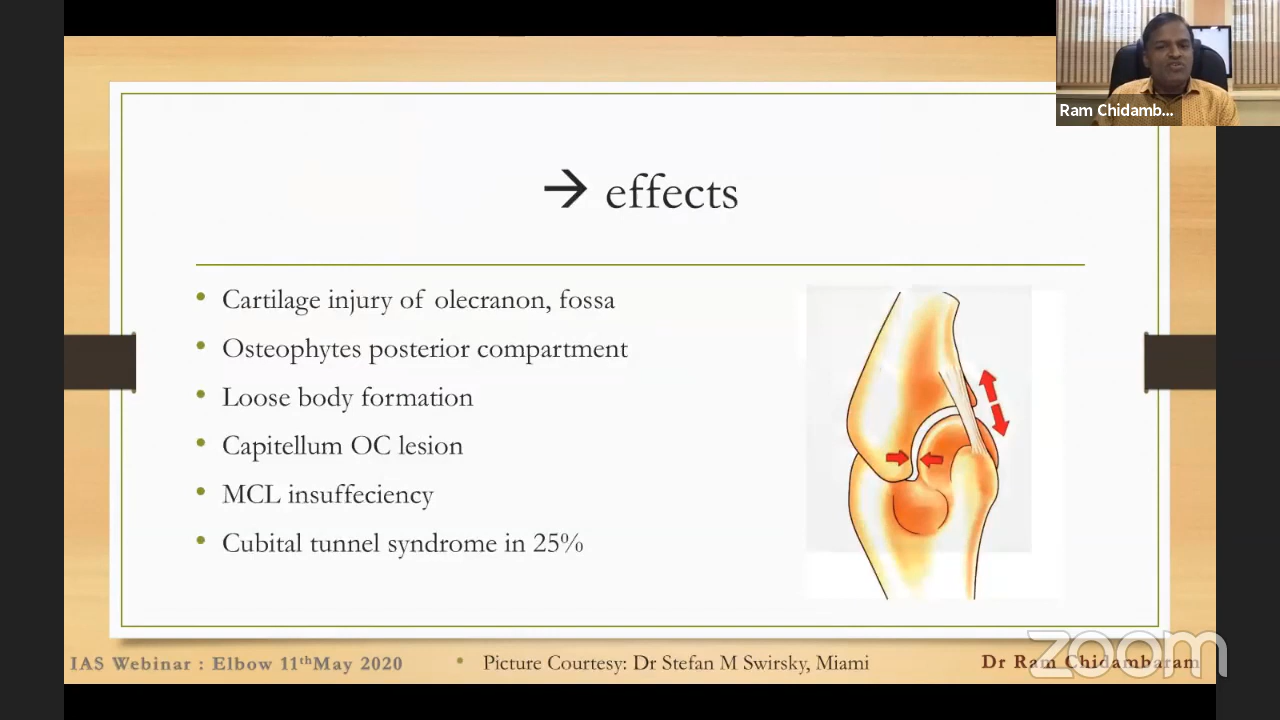 Ram Chidamb...
→ effects
• Cartilage injury of olecranon, fossa
• Osteophytes posterior compartment
• Loose body formation
• Capitellum OC lesion
• MCL insuffeciency
• Cubital tunnel syndrome in 25%
IAS Webinar : Elbow 11thMay 2020
• Picture Courtesy: Dr Stefan M Swirsky, Miami
Dr Ram Chidambaram
zoom